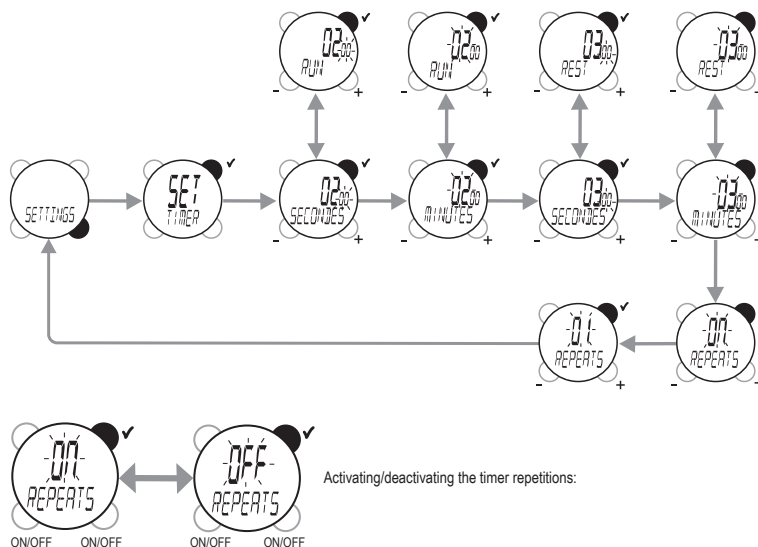 02 00
RUN
- +
02 00
RUN
- +
03 00
REST
- +
03 00
REST
- -
SETTINGS
SET
TIMER
02 00
SECONDES
- +
02 00
MINUTES
- +
03 00
SECONDES
- +
03 00
MINUTES
- -
01
REPEATS
- +
ON
REPEATS
- -
ON
REPEATS
ON/OFF ON/OFF
OFF
REPEATS
ON/OFF ON/OFF
Activating/deactivating the timer repetitions: